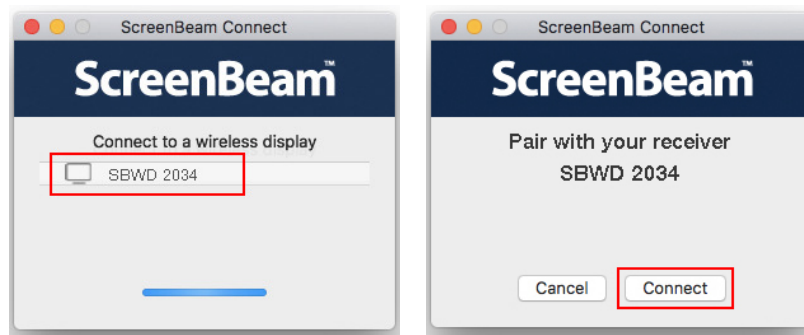 ScreenBeam Connect
ScreenBeam™
Connect to a wireless display
SBWD 2034
ScreenBeam Connect
ScreenBeam™
Pair with your receiver
SBWD 2034
Cancel
Connect